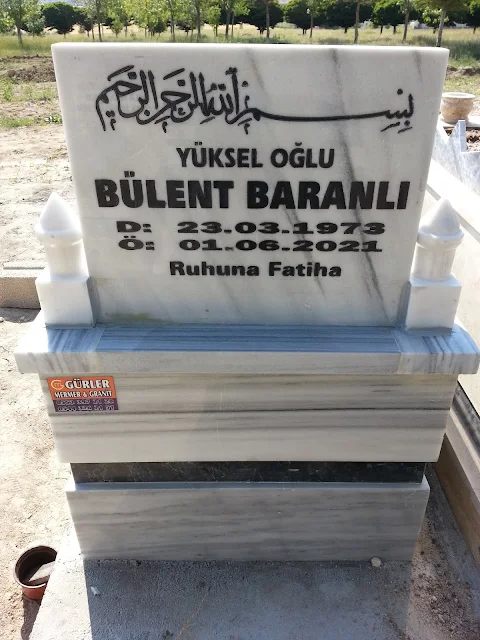 بسم الله الرحمن الرحيم
YÜKSEL OĞLU
BÜLENT BARANLI
D: 23.03.1973
Ö: 01.06.2021
Ruhuna Fatiha
GÜRLER
MERMER & GRANİT